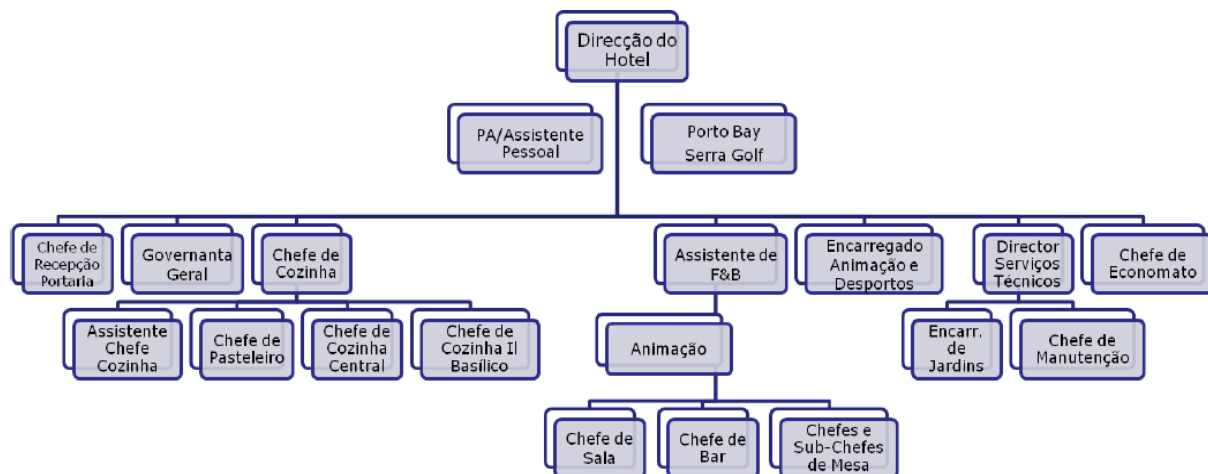 Direcção do
Hotel
PA/Assistente
Pessoal
Porto Bay
Serra Golf
Chefe de
Recepção
Portaria
Governanta
Geral
Chefe de
Cozinha
Assistente de
F&B
Encarregado
Animação e
Desportos
Director
Serviços
Técnicos
Chefe de
Economato
Assistente
Chefe
Cozinha
Chefe de
Pasteleiro
Chefe de
Cozinha
Central
Chefe de
Cozinha Il
Basílico
Animação
Encarr.
de
Jardins
Chefe de
Manutenção
Chefe de
Sala
Chefe de
Bar
Chefes e
Sub-Chefes
de Mesa